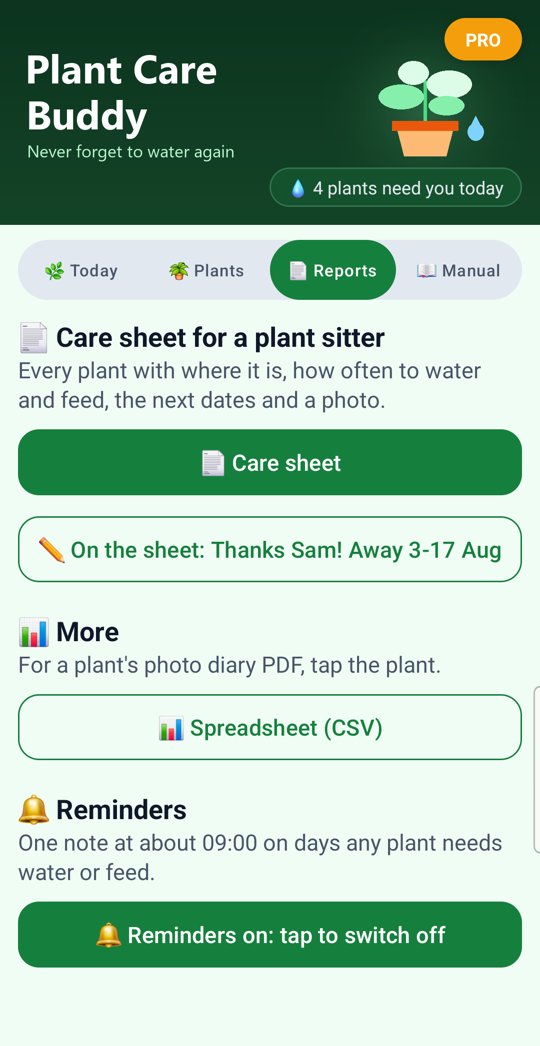 PRO
Plant Care
Buddy
Never forget to water again
4 plants need you today
Today
Plants
Reports
Manual
Care sheet for a plant sitter
Every plant with where it is, how often to water
and feed, the next dates and a photo.
Care sheet
On the sheet: Thanks Sam! Away 3-17 Aug
More
For a plant's photo diary PDF, tap the plant.
Spreadsheet (CSV)
Reminders
One note at about 09:00 on days any plant needs
water or feed.
Reminders on: tap to switch off